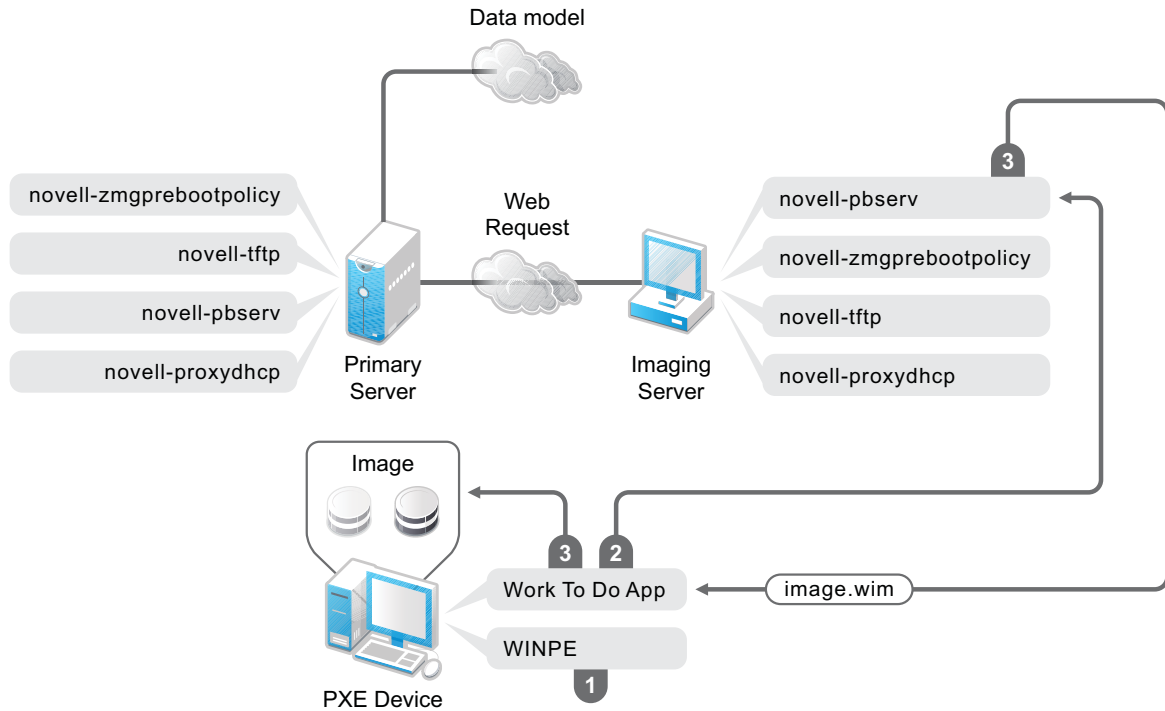 Data model
3
novell-zmgprebootpolicy
novell-tftp
novell-pbserv
novell-proxydhcp
Web
Request
novell-pbserv
novell-zmgprebootpolicy
novell-tftp
novell-proxydhcp
Primary
Server
Imaging
Server
Image
3
2
Work To Do App
image.wim
WINPE
1
PXE Device